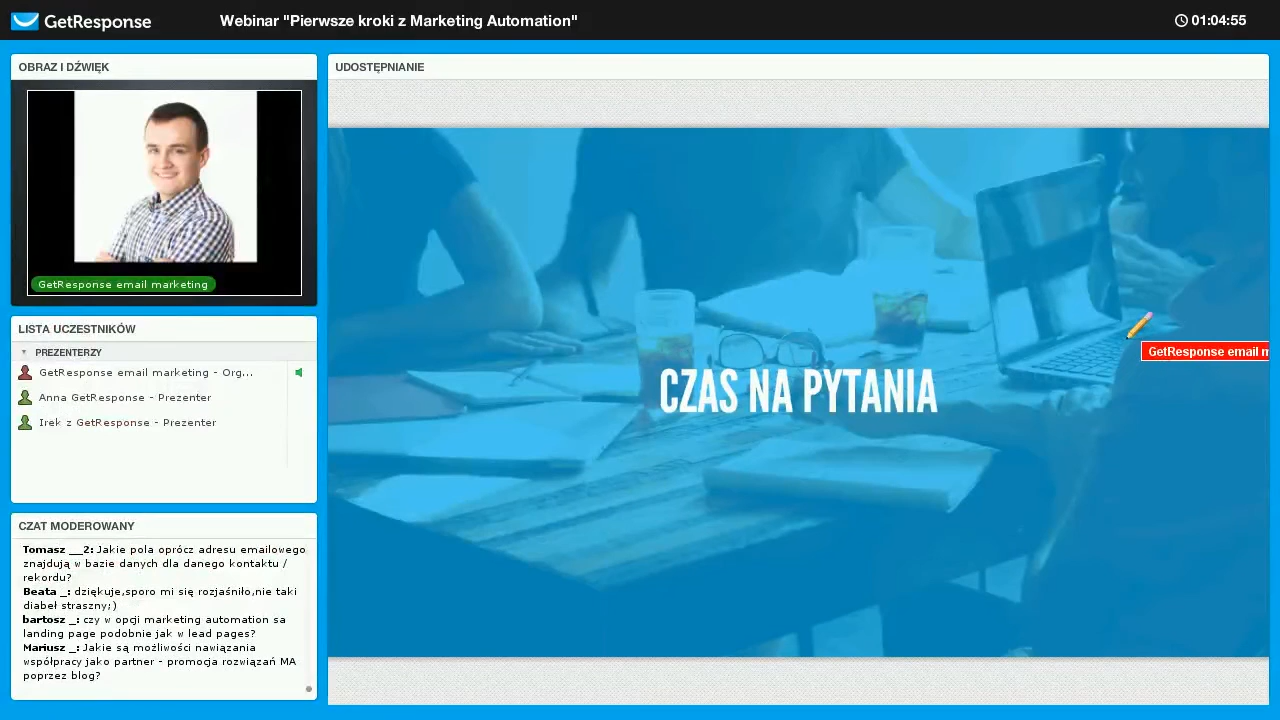 GetResponse
Webinar "Pierwsze kroki z Marketing Automation"
01:04:55
OBRAZ I DŹWIĘK
GetResponse email marketing
LISTA UCZESTNIKÓW
PREZENTERZY
GetResponse email marketing - Org...
Anna GetResponse - Prezenter
Irek z GetResponse - Prezenter
CZAT MODEROWANY
Tomasz __2: Jakie pola oprócz adresu emailowego
znajdują w bazie danych dla danego kontaktu /
rekordu?
Beata _: dziękuje,sporo mi się rozjaśniło,nie taki
diabeł straszny;)
bartosz _: czy w opcji marketing automation sa
landing page podobnie jak w lead pages?
Mariusz _: Jakie są możliwości nawiązania
współpracy jako partner - promocja rozwiązań MA
poprzez blog?
UDOSTĘPNIANIE
GetResponse email m
CZAS NA PYTANIA